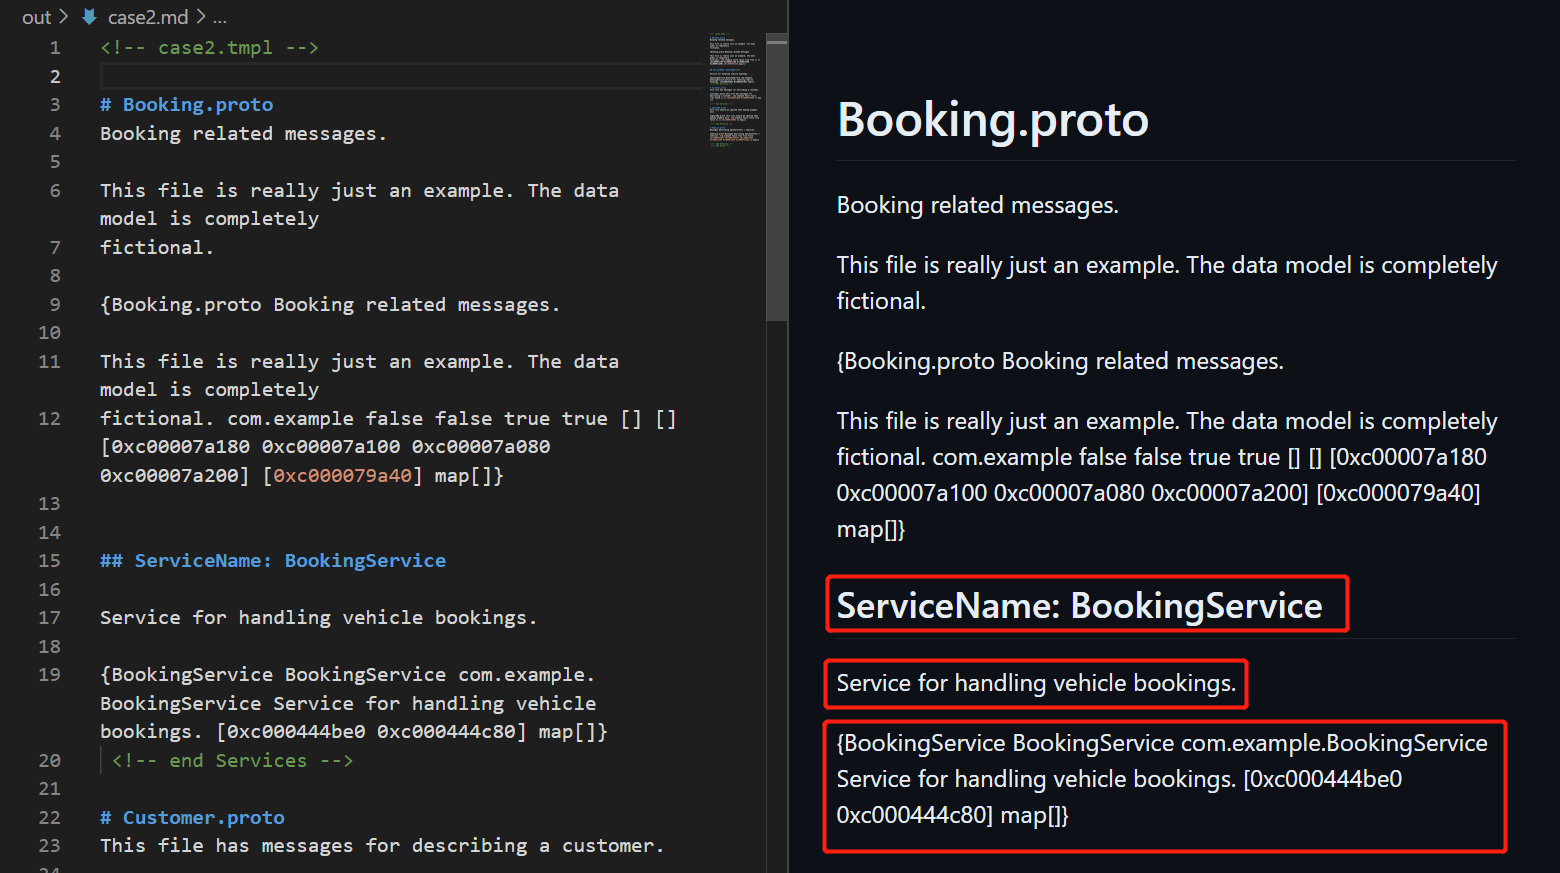 out > case2.md > ...
1 <!-- case2.tmpl -->
2
3 # Booking.proto
4 Booking related messages.
5
6 This file is really just an example. The data
model is completely
7 fictional.
8
9 {Booking.proto Booking related messages.
10
11 This file is really just an example. The data
model is completely
12 fictional. com.example false false true true [] []
[0xc00007a180 0xc00007a100 0xc00007a080
0xc00007a200] [0xc000079a40] map[]}
13
14
15 ## ServiceName: BookingService
16
17 Service for handling vehicle bookings.
18
19 {BookingService BookingService com.example.
BookingService Service for handling vehicle
bookings. [0xc000444be0 0xc000444c80] map[]}
20 <!-- end Services -->
21
22 # Customer.proto
23 This file has messages for describing a customer.
Booking.proto
Booking related messages.
This file is really just an example. The data model is completely
fictional.
{Booking.proto Booking related messages.
This file is really just an example. The data model is completely
fictional. com.example false false true true [] [] [0xc00007a180
0xc00007a100 0xc00007a080 0xc00007a200] [0xc000079a40]
map[]}
ServiceName: BookingService
Service for handling vehicle bookings.
{BookingService BookingService com.example.BookingService
Service for handling vehicle bookings. [0xc000444be0
0xc000444c80] map[]}